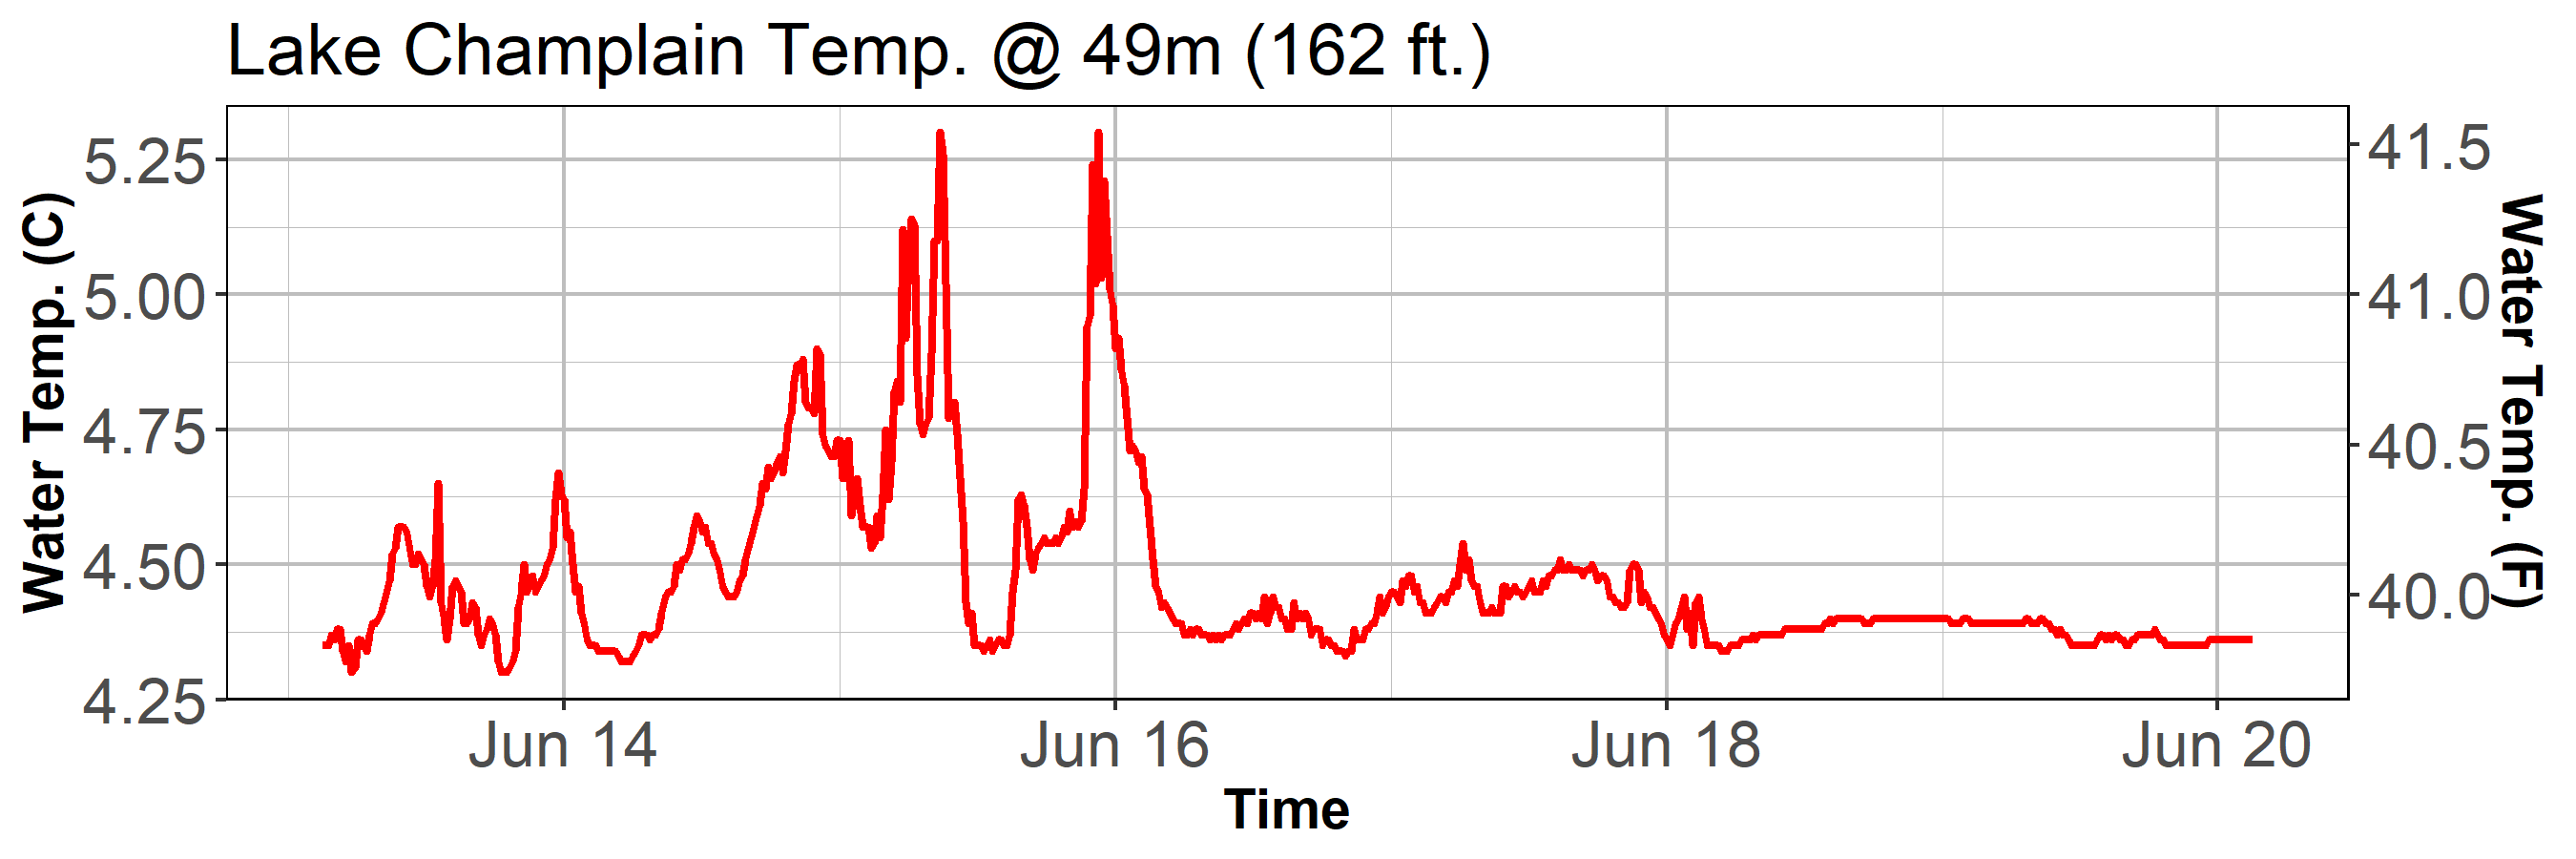 Lake Champlain Temp. @ 49m (162 ft.)
Water Temp. (C)
5.25
5.00
4.75
4.50
4.25
41.5
41.0
40.5
40.0
Water Temp. (F)
Jun 14
Jun 16
Jun 18
Jun 20
Time